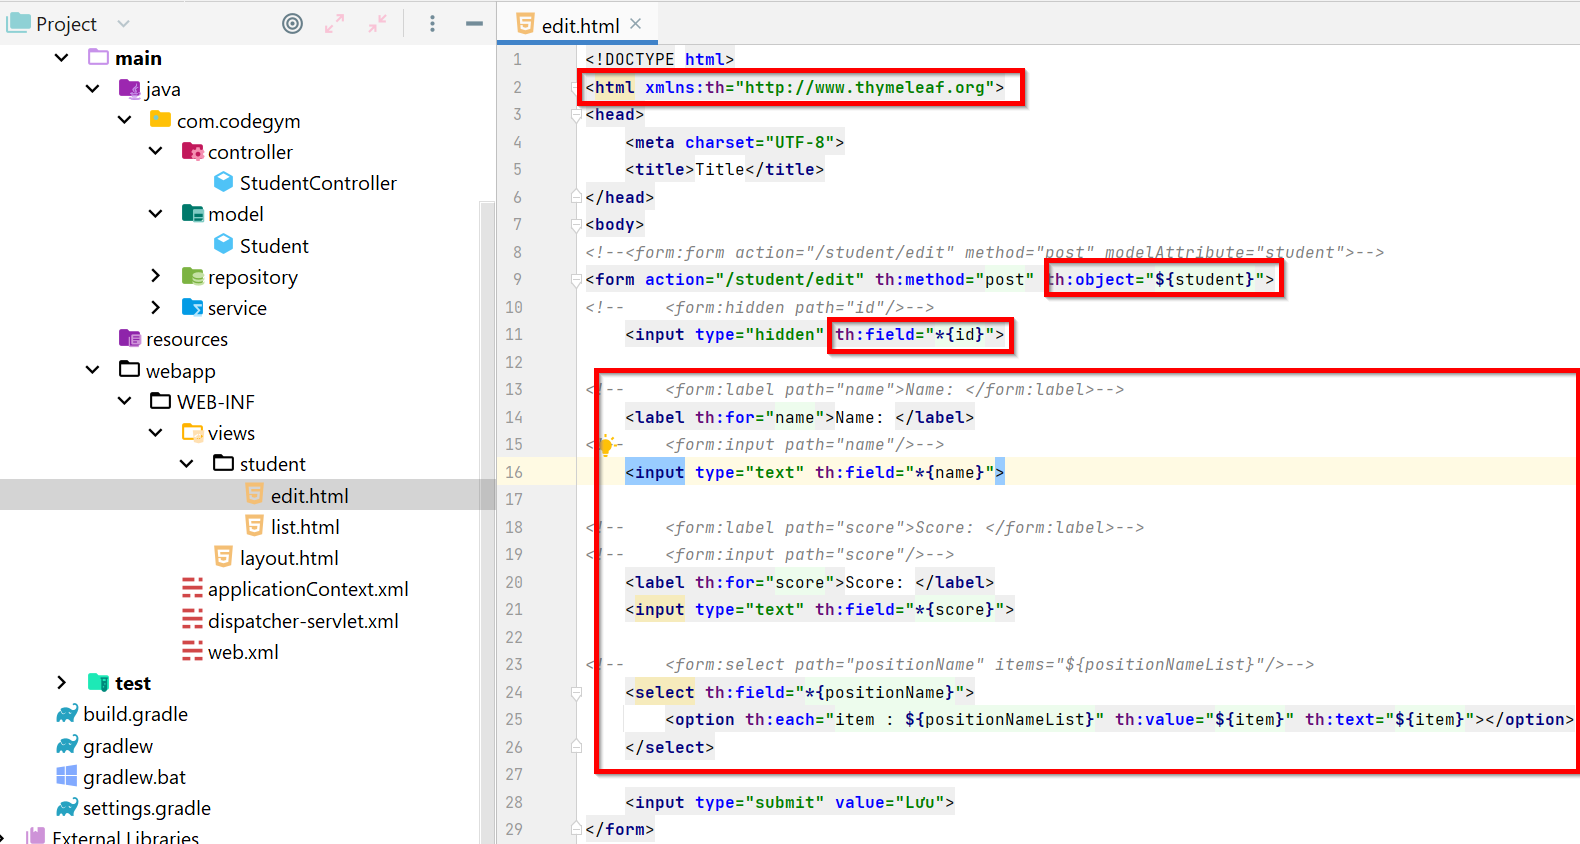 Project
main
java
com.codegym
controller
StudentController
model
Student
repository
service
resources
webapp
WEB-INF
views
student
edit.html
list.html
layout.html
applicationContext.xml
dispatcher-servlet.xml
web.xml
test
build.gradle
gradlew
gradlew.bat
settings.gradle
External Libraries
edit.html
1 <!DOCTYPE html>
2 <html xmlns:th="http://www.thymeleaf.org">
3 <head>
4 <meta charset="UTF-8">
5 <title>Title</title>
6 </head>
7 <body>
8 <!--<form:form action="/student/edit" method="post" modelAttribute="student">-->
9 <form action="/student/edit" th:method="post" th:object="${student}">
10 <!-- <form:hidden path="id"/>-->
11 <input type="hidden" th:field="*{id}">
12
13 <!-- <form:label path="name">Name: </form:label>-->
14 <label th:for="name">Name: </label>
15 <!-- <form:input path="name"/>-->
16 <input type="text" th:field="*{name}">
17
18 <!-- <form:label path="score">Score: </form:label>-->
19 <!-- <form:input path="score"/>-->
20 <label th:for="score">Score: </label>
21 <input type="text" th:field="*{score}">
22
23 <!-- <form:select path="positionName" items="${positionNameList}"/>-->
24 <select th:field="*{positionName}">
25 <option th:each="item : ${positionNameList}" th:value="${item}" th:text="${item}"></option>
26 </select>
27
28 <input type="submit" value="Lưu">
29 </form>